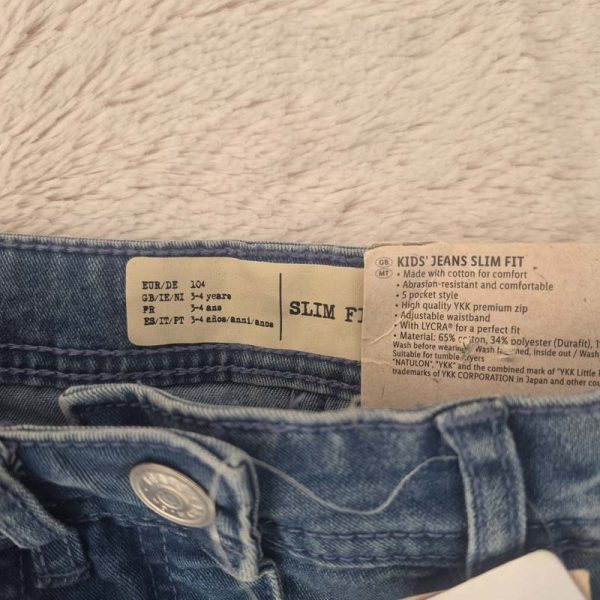 EUR/DE 104
GB/IE/NI 3-4 years
FR 3-4 ans
ES/IT/PT 3-4 años/anni/anos
SLIM
GB KIDS' JEANS SLIM FIT
MT • Made with cotton for comfort
• Abrasion-resistant and comfortable
• 5 pocket style
• High quality YKK premium zip
• Adjustable waistband
• With LYCRA® for a perfect fit
• Material: 65% cotton, 34% polyester (Durafit),
Wash before wearing. Wash fastened, inside out / Wash
Suitable for tumble dryers
"NATULON", "YKK" and the combined mark of "YKK Little
trademarks of YKK CORPORATION in Japan and other